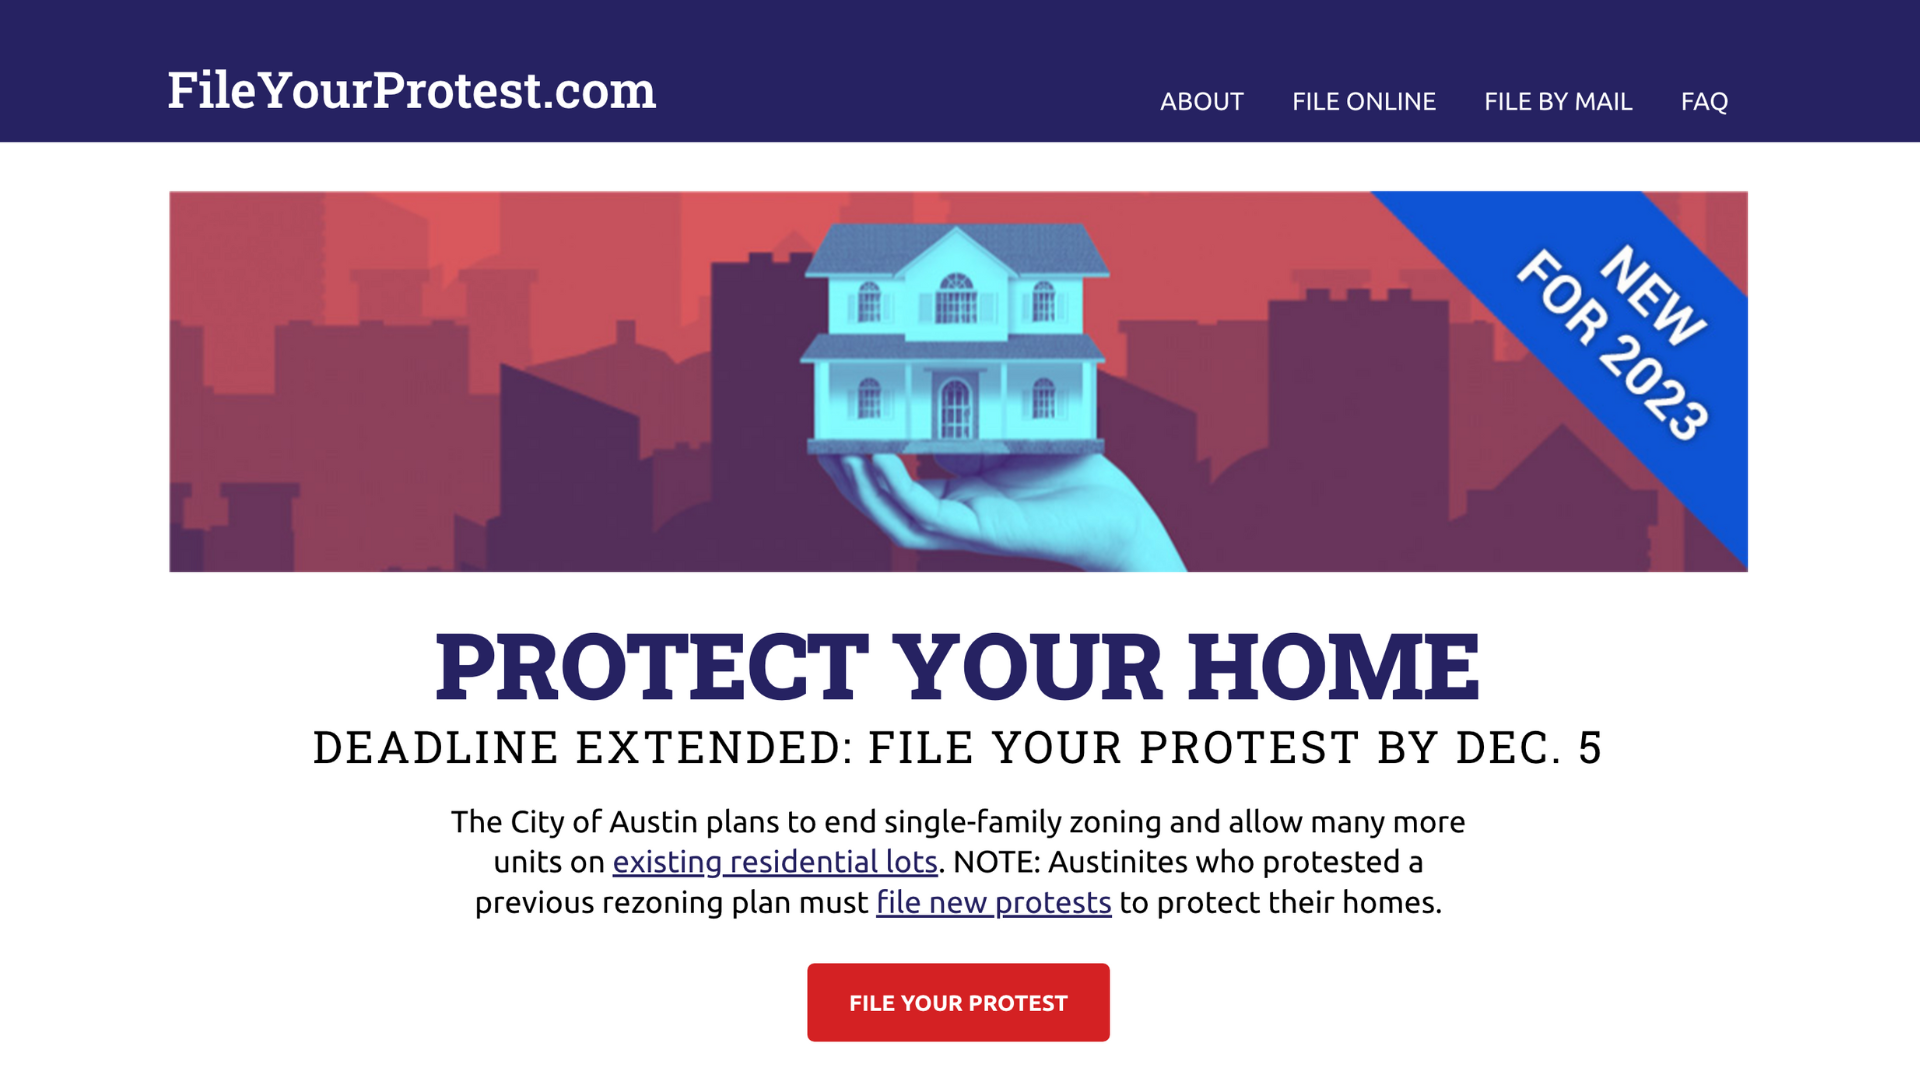 FileYourProtest.com
ABOUT
FILE ONLINE
FILE BY MAIL
FAQ
NEW
FOR 2023
PROTECT YOUR HOME
DEADLINE EXTENDED: FILE YOUR PROTEST BY DEC. 5
The City of Austin plans to end single-family zoning and allow many more
units on existing residential lots. NOTE: Austinites who protested a
previous rezoning plan must file new protests to protect their homes.
FILE YOUR PROTEST